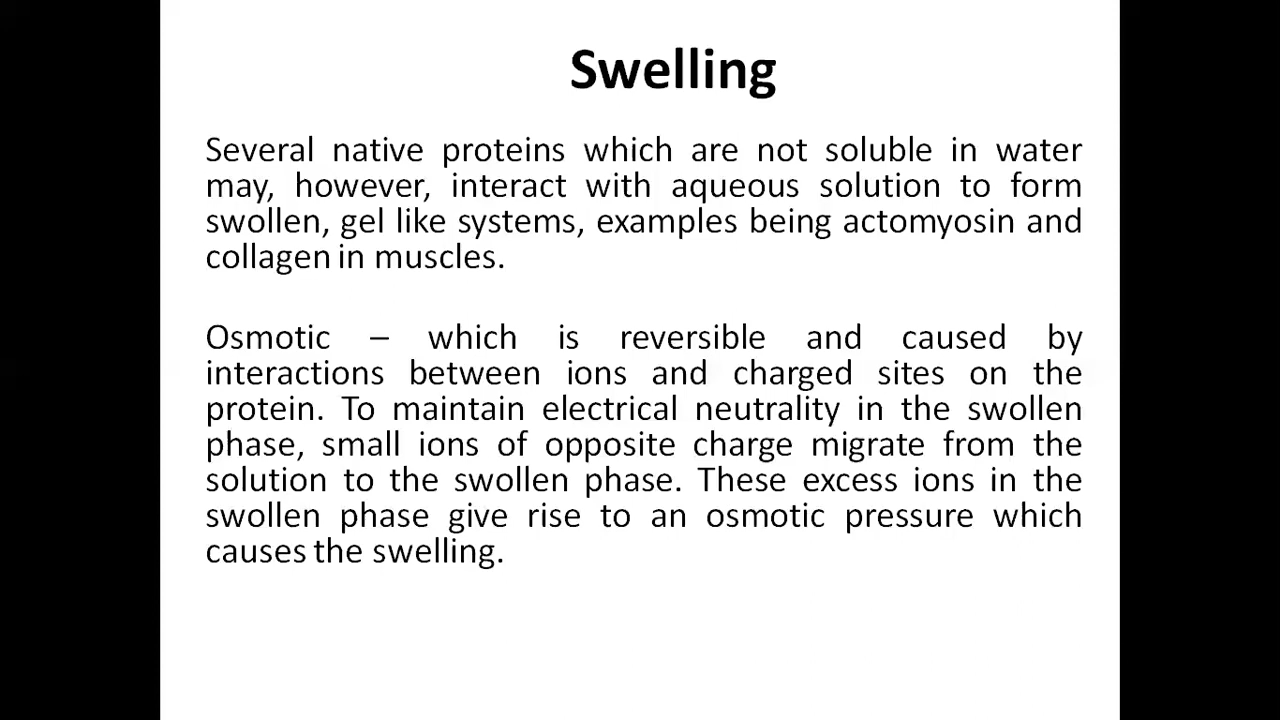 Swelling
Several native proteins which are not soluble in water
may, however, interact with aqueous solution to form
swollen, gel like systems, examples being actomyosin and
collagen in muscles.
Osmotic – which is reversible and caused by
interactions between ions and charged sites on the
protein. To maintain electrical neutrality in the swollen
phase, small ions of opposite charge migrate from the
solution to the swollen phase. These excess ions in the
swollen phase give rise to an osmotic pressure which
causes the swelling.